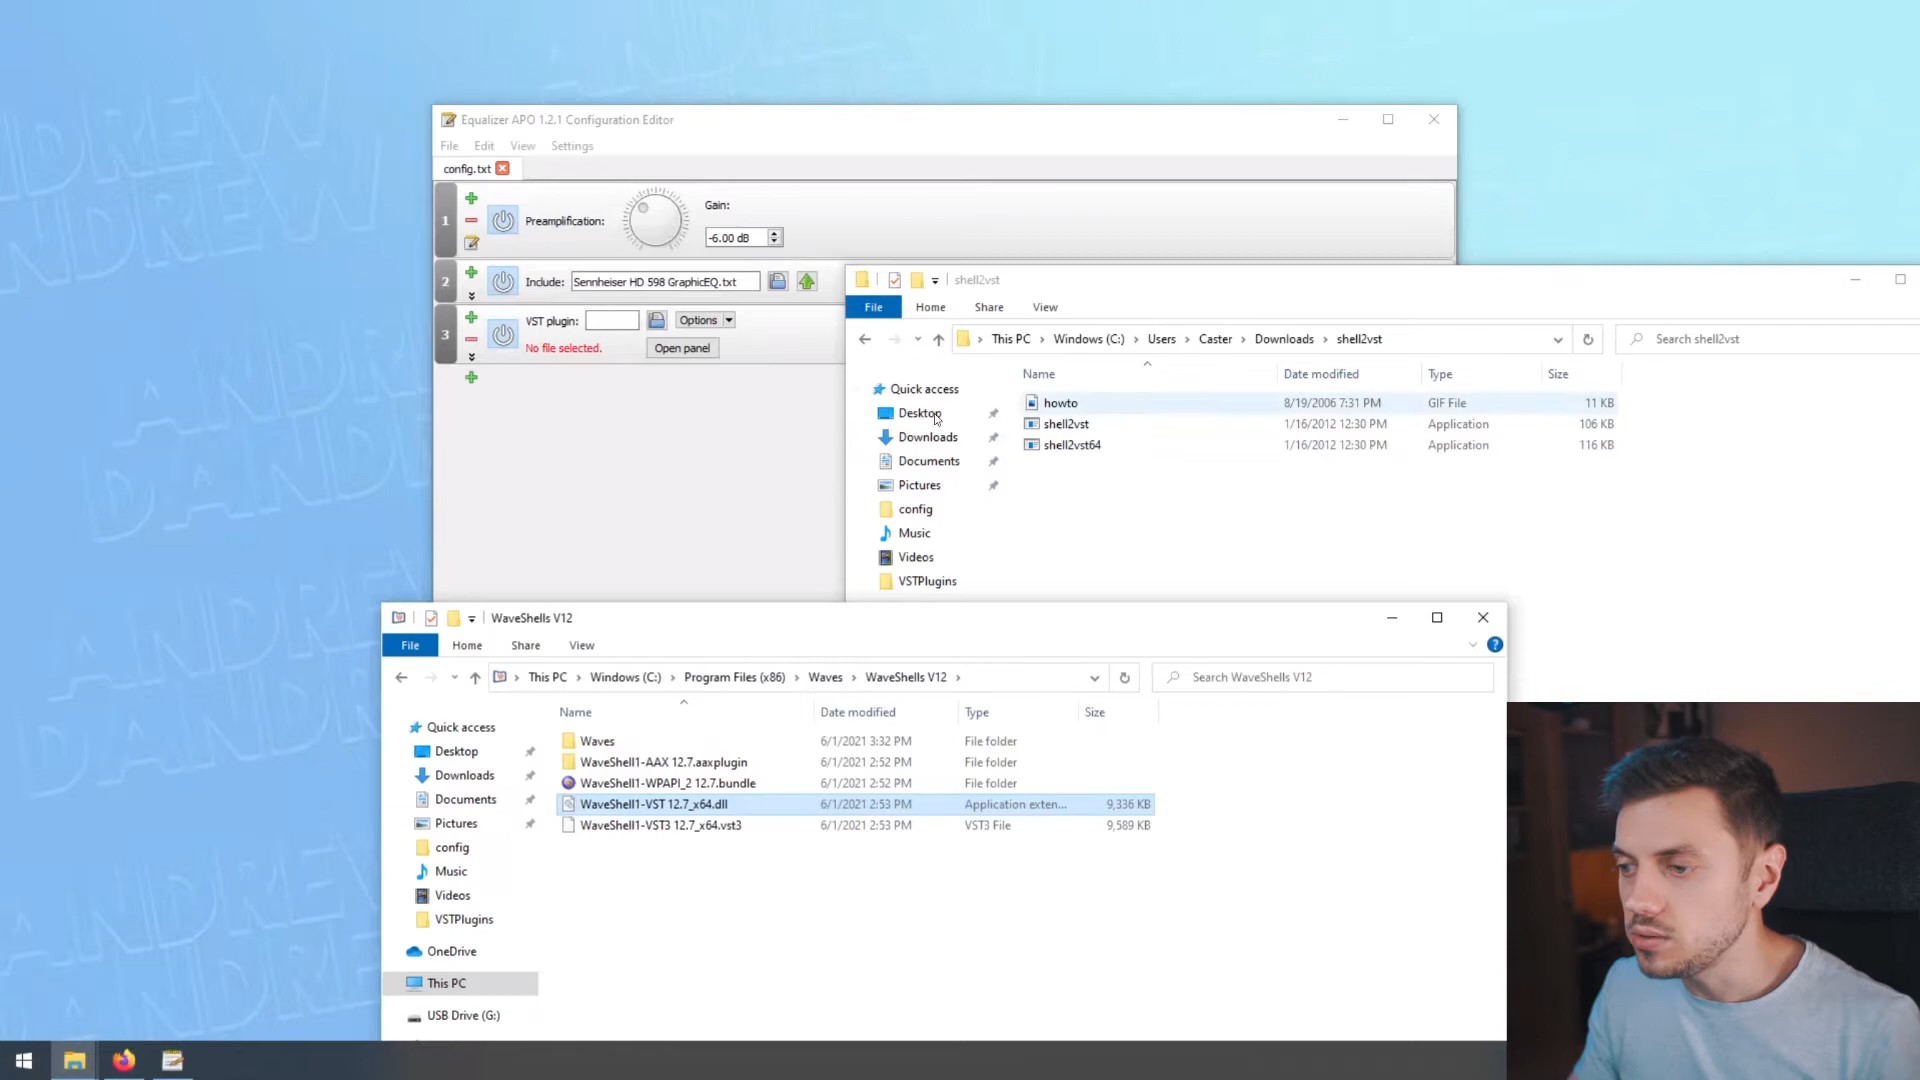 Equalizer APO 1.2.1 Configuration Editor
File Edit View Settings
config.txt
1
Preamplification:
Gain:
-6.00 dB
2
Include: Sennheiser HD 598 GraphicEQ.txt
3
VST plugin: Options
No file selected. Open panel
shell2vst
File Home Share View
This PC > Windows (C:) > Users > Caster > Downloads > shell2vst
Search shell2vst
Name Date modified Type Size
Quick access
Desktop
Downloads
Documents
Pictures
config
Music
Videos
VSTPlugins
howto 8/19/2006 7:31 PM GIF File 11 KB
shell2vst 1/16/2012 12:30 PM Application 106 KB
shell2vst64 1/16/2012 12:30 PM Application 116 KB
WaveShells V12
File Home Share View
This PC > Windows (C:) > Program Files (x86) > Waves > WaveShells V12 >
Search WaveShells V12
Name Date modified Type Size
Quick access
Desktop
Downloads
Documents
Pictures
config
Music
Videos
VSTPlugins
OneDrive
This PC
USB Drive (G:)
Waves 6/1/2021 3:32 PM File folder
WaveShell1-AAX 12.7.aaxplugin 6/1/2021 2:52 PM File folder
WaveShell1-WPAPI_2 12.7.bundle 6/1/2021 2:52 PM File folder
WaveShell1-VST 12.7_x64.dll 6/1/2021 2:53 PM Application exten... 9,336 KB
WaveShell1-VST3 12.7_x64.vst3 6/1/2021 2:53 PM VST3 File 9,589 KB